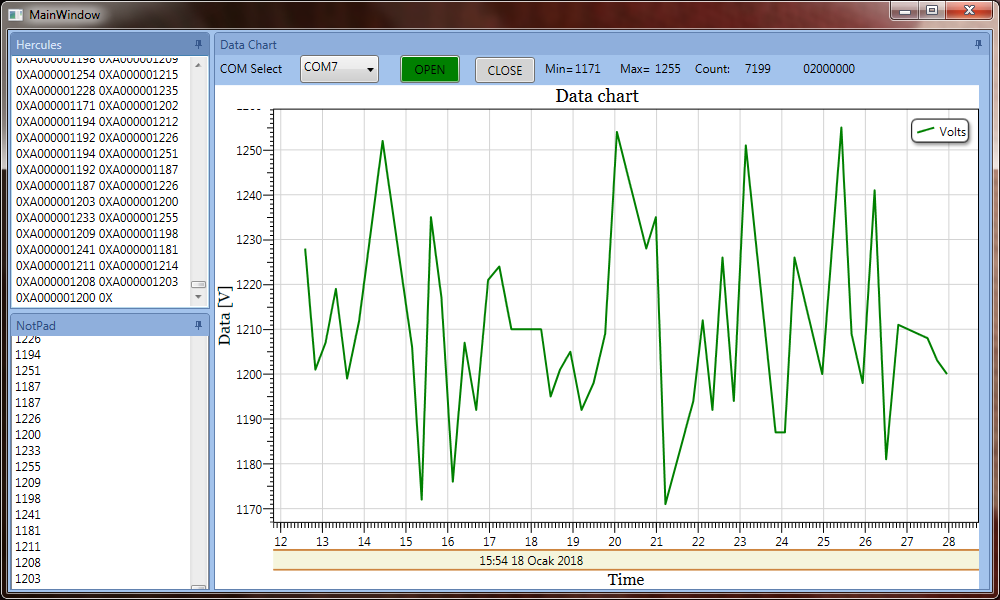 MainWindow
Hercules
0XA000001198 0XA000001209
0XA000001254 0XA000001215
0XA000001228 0XA000001235
0XA000001171 0XA000001202
0XA000001194 0XA000001212
0XA000001192 0XA000001226
0XA000001194 0XA000001251
0XA000001192 0XA000001187
0XA000001187 0XA000001226
0XA000001203 0XA000001200
0XA000001233 0XA000001255
0XA000001209 0XA000001198
0XA000001241 0XA000001181
0XA000001211 0XA000001214
0XA000001208 0XA000001203
0XA000001200 0X
NotPad
1226
1194
1251
1187
1187
1226
1200
1233
1255
1209
1198
1241
1181
1211
1208
1203
Data Chart
COM Select COM7 OPEN CLOSE Min= 1171 Max= 1255 Count: 7199 02000000
Data chart
Volts
Data [V]
1250
1240
1230
1220
1210
1200
1190
1180
1170
12 13 14 15 16 17 18 19 20 21 22 23 24 25 26 27 28
15:54 18 Ocak 2018
Time